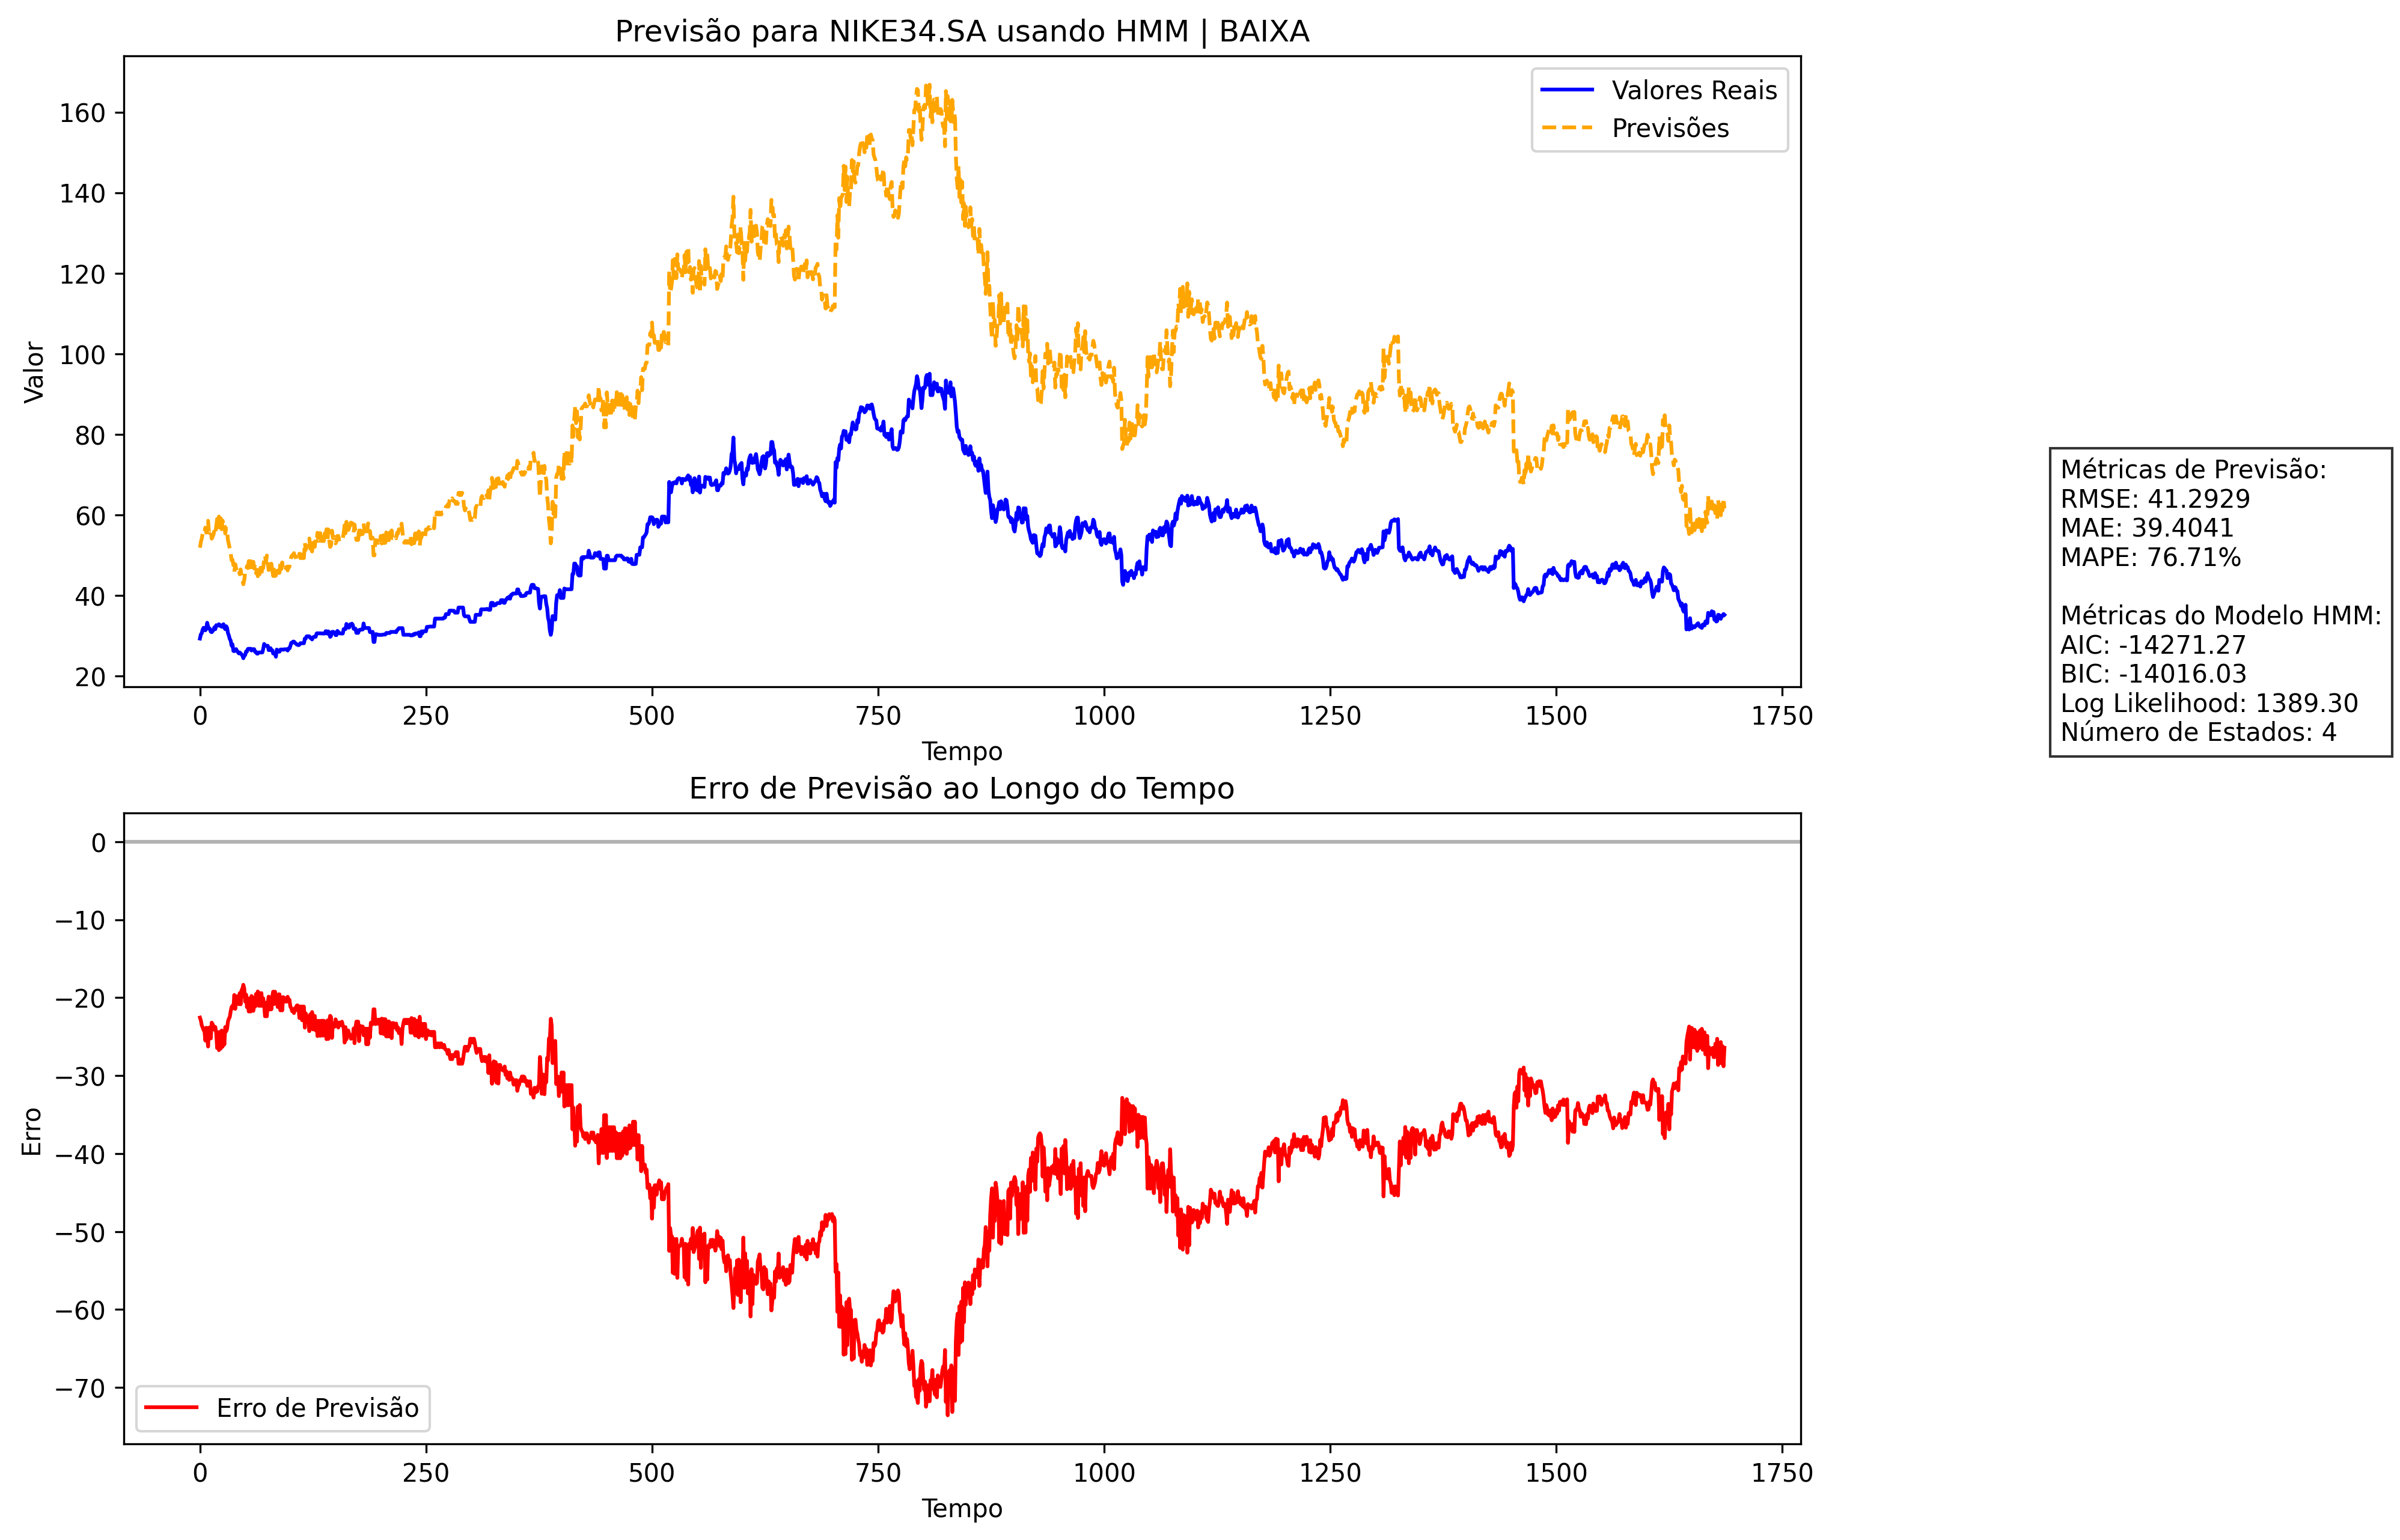 Previsão para NIKE34.SA usando HMM | BAIXA
Valor
160
140
120
100
80
60
40
20
Valores Reais
Previsões
0 250 500 750 1000 1250 1500 1750
Tempo
Métricas de Previsão:
RMSE: 41.2929
MAE: 39.4041
MAPE: 76.71%
Métricas do Modelo HMM:
AIC: -14271.27
BIC: -14016.03
Log Likelihood: 1389.30
Número de Estados: 4
Erro de Previsão ao Longo do Tempo
Erro
0
−10
−20
−30
−40
−50
−60
−70
Erro de Previsão
0 250 500 750 1000 1250 1500 1750
Tempo